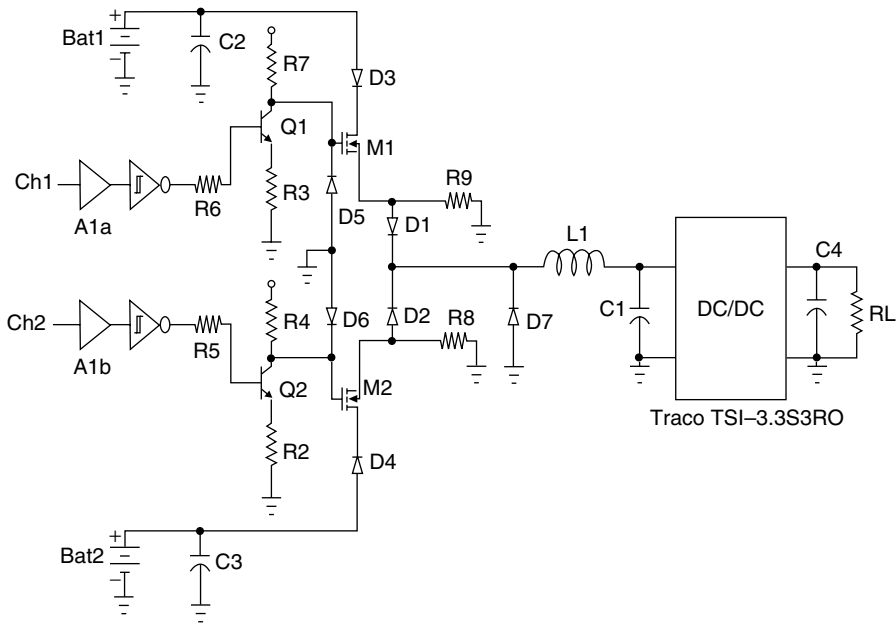 +
Bat1
−
C2
R7
D3
Q1
M1
Ch1
A1a
R6
R3
D5
R9
D1
L1
C1
DC/DC
C4
RL
Ch2
A1b
R5
R4
D6
D2
R8
D7
Q2
M2
Traco TSI–3.3S3RO
R2
D4
+
Bat2
−
C3